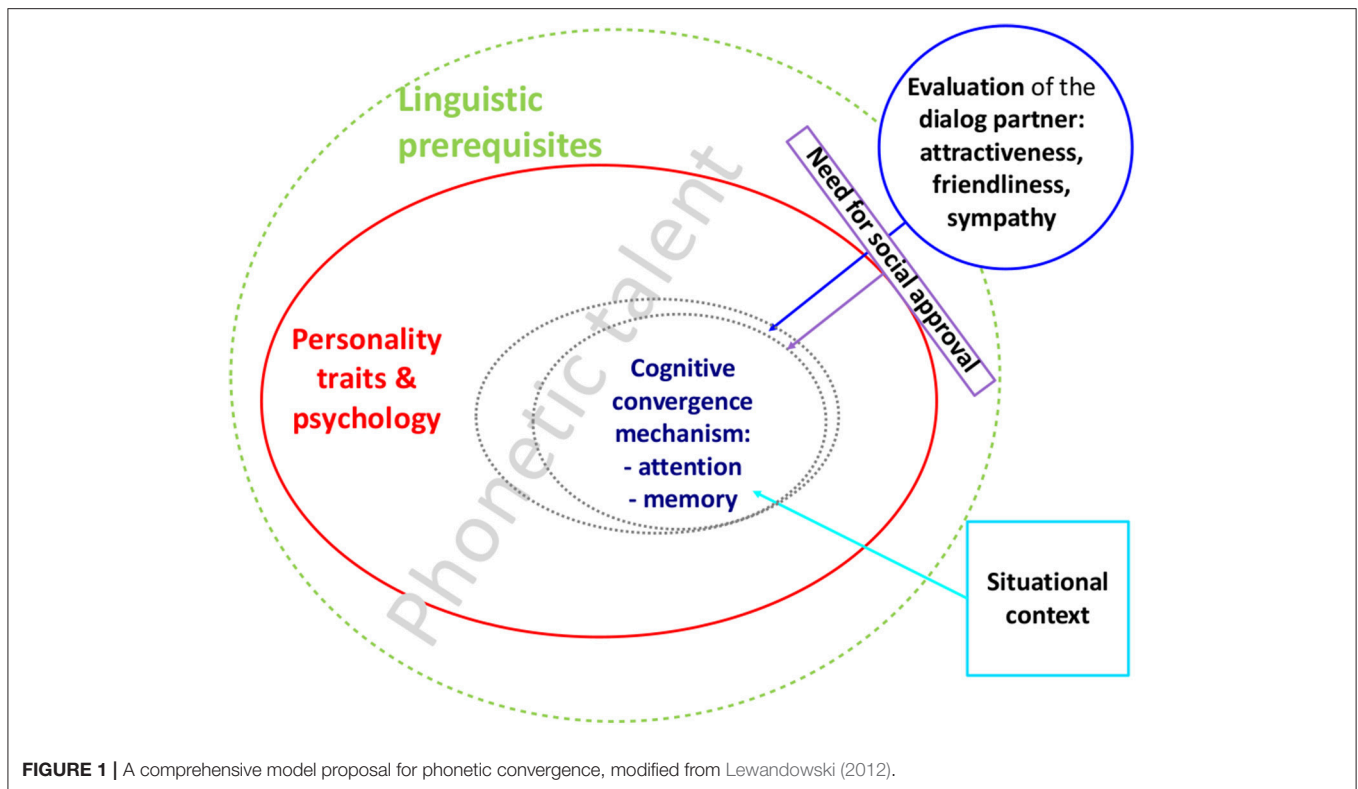 Linguistic
prerequisites
Evaluation of the
dialog partner:
attractiveness,
friendliness,
sympathy
Need for social approval
Phonetic talent
Personality
traits &
psychology
Cognitive
convergence
mechanism:
- attention
- memory
Situational
context
FIGURE 1 | A comprehensive model proposal for phonetic convergence, modified from Lewandowski (2012).